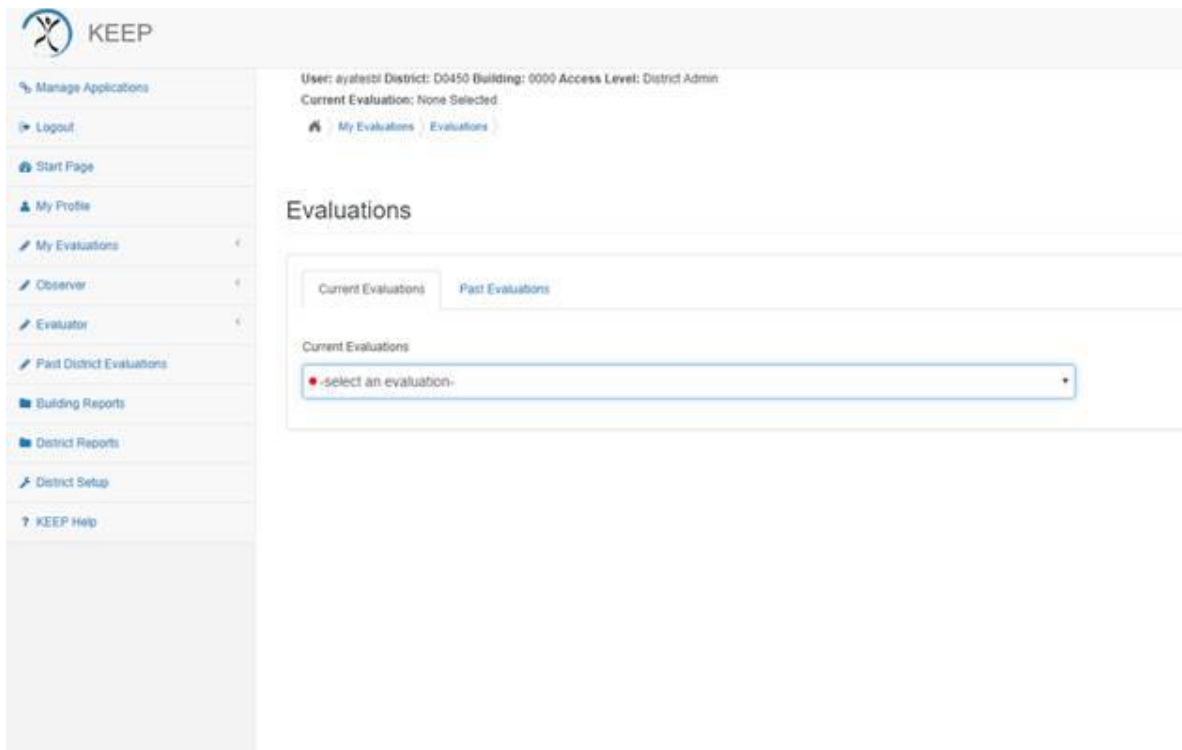 KEEP
Manage Applications
Logout
Start Page
My Profile
My Evaluations
Observer
Evaluator
Past District Evaluations
Building Reports
District Reports
District Setup
? KEEP Help
User: ayatesbl District: D0450 Building: 0000 Access Level: District Admin
Current Evaluation: None Selected
My Evaluations Evaluations
Evaluations
Current Evaluations Past Evaluations
Current Evaluations
-select an evaluation-